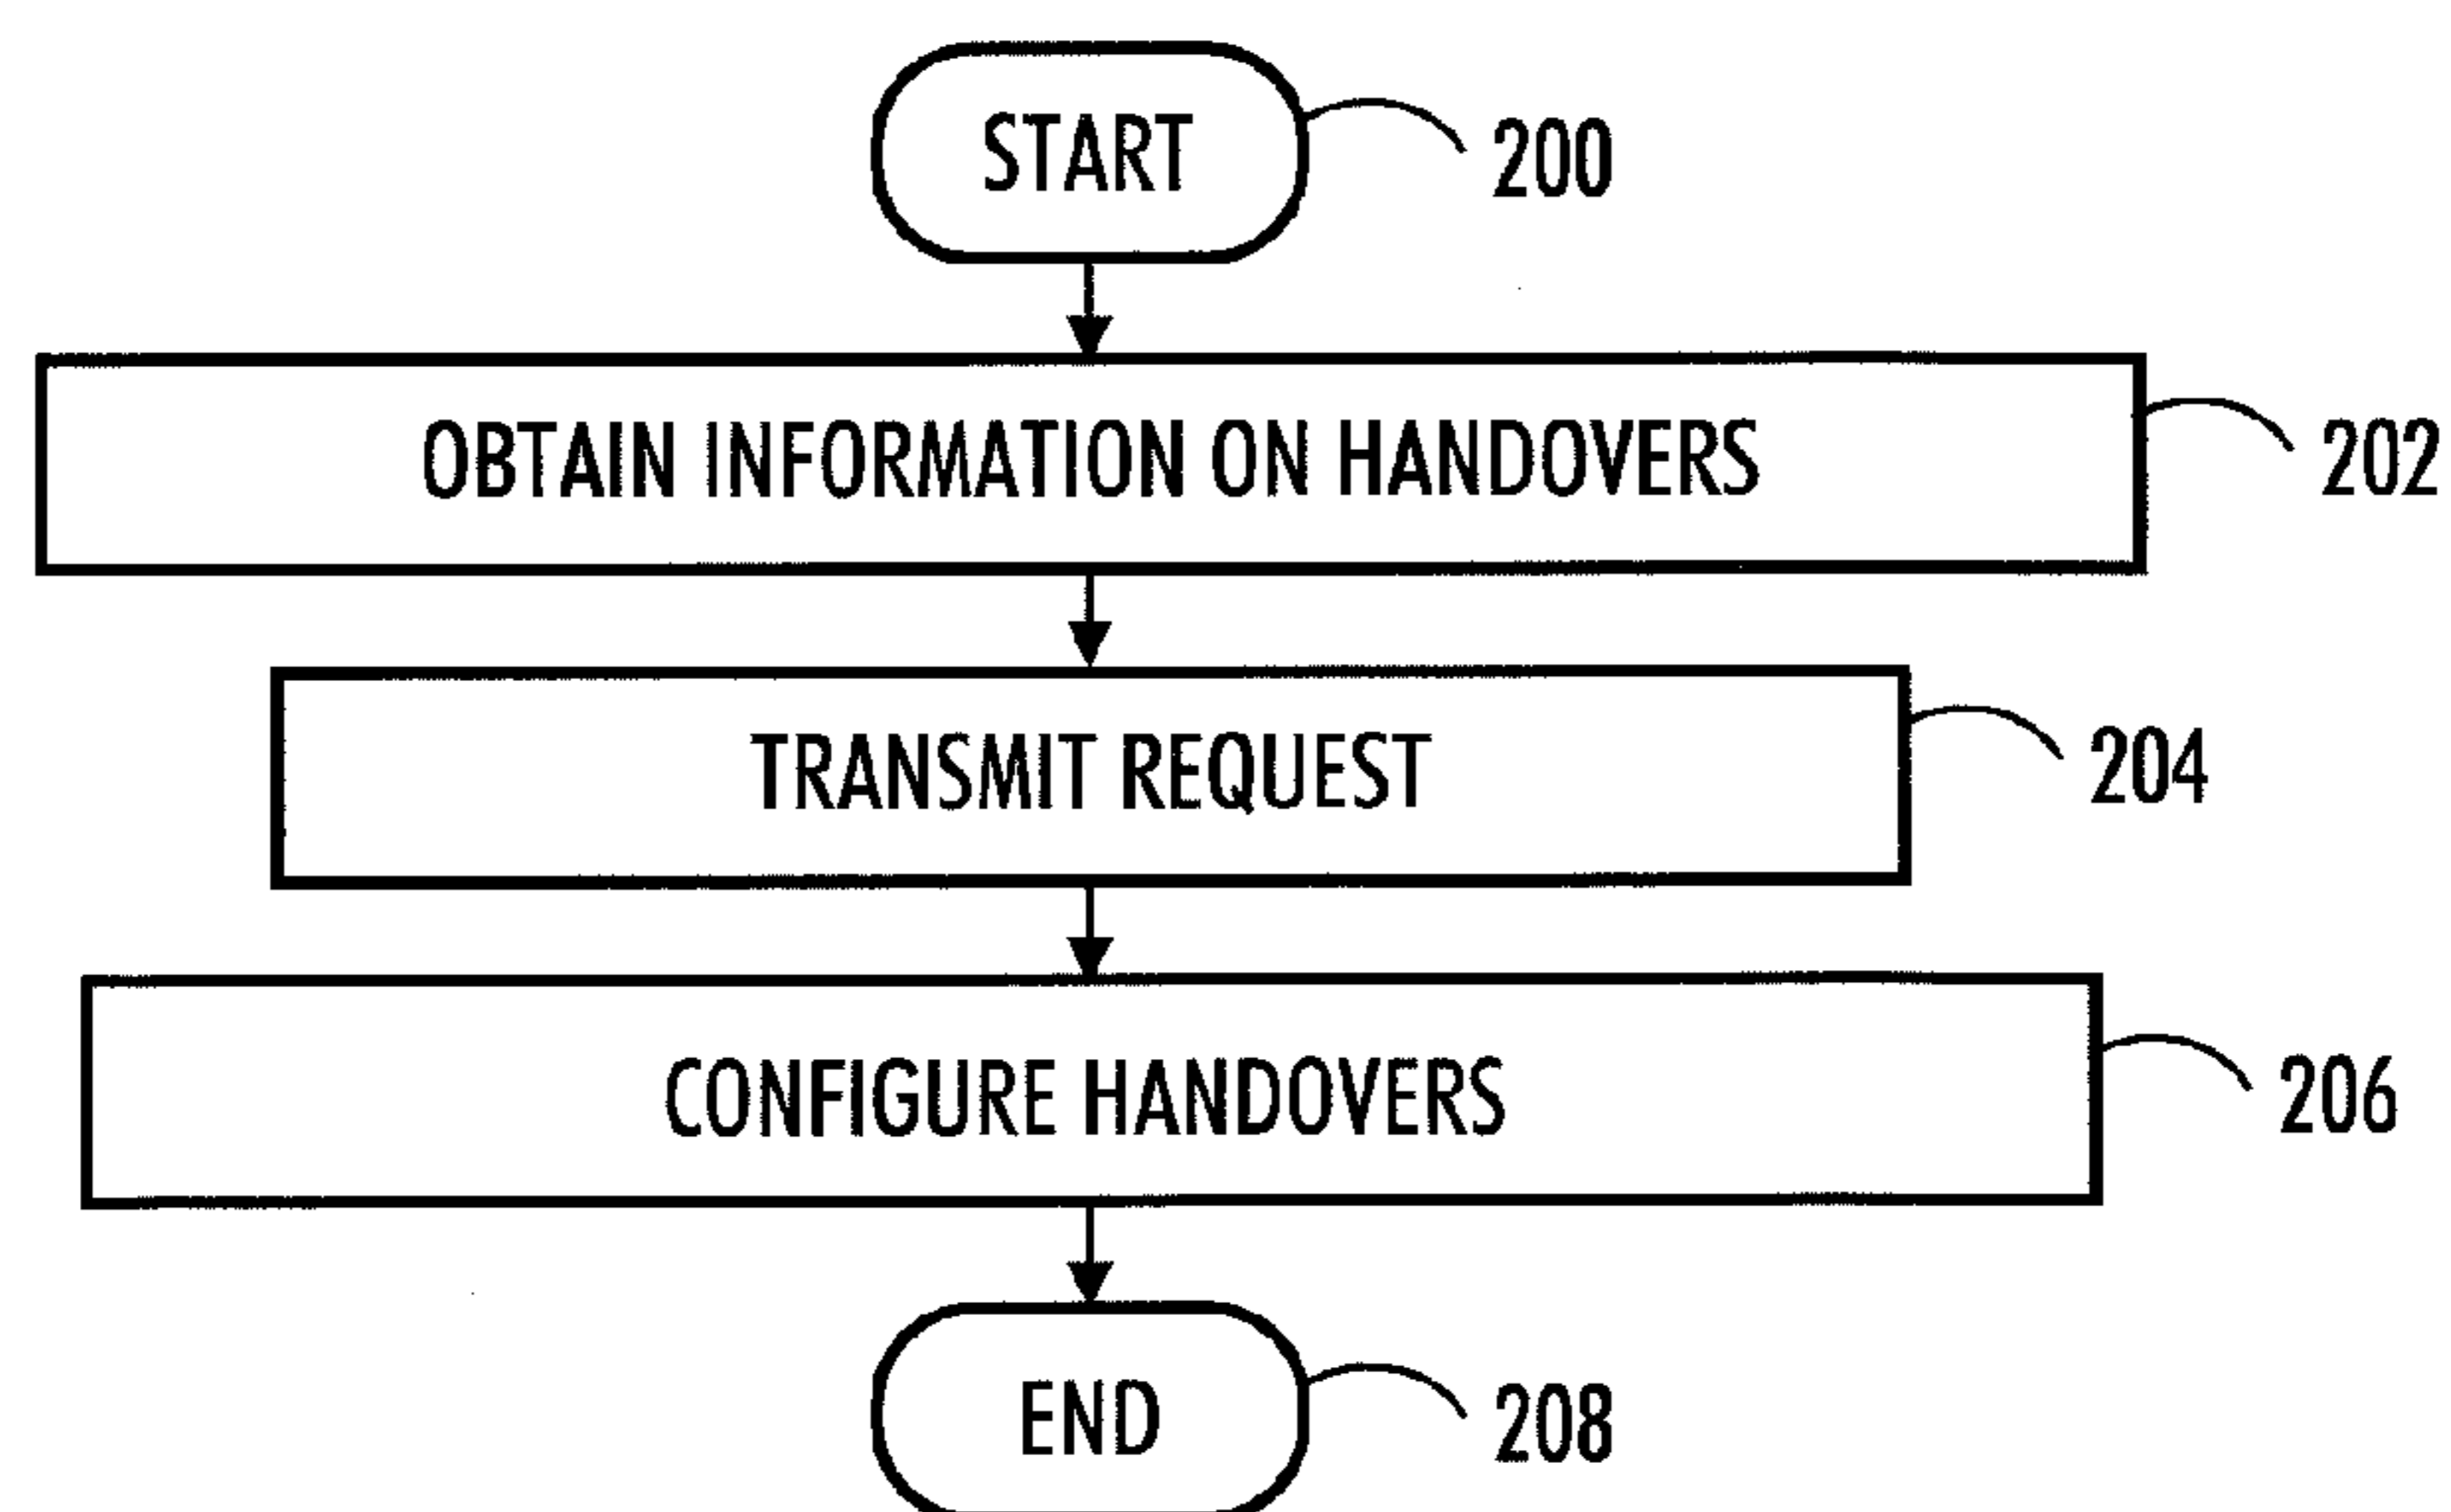 START
200
OBTAIN INFORMATION ON HANDOVERS
202
TRANSMIT REQUEST
204
CONFIGURE HANDOVERS
206
END
208